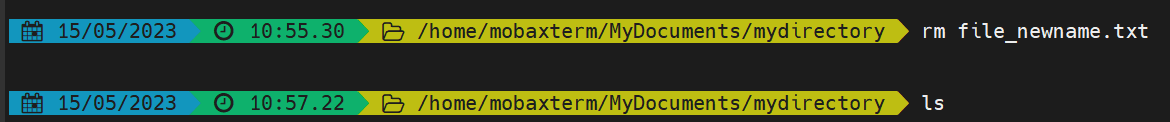 15/05/2023 10:55.30 /home/mobaxterm/MyDocuments/mydirectory rm file_newname.txt
15/05/2023 10:57.22 /home/mobaxterm/MyDocuments/mydirectory ls